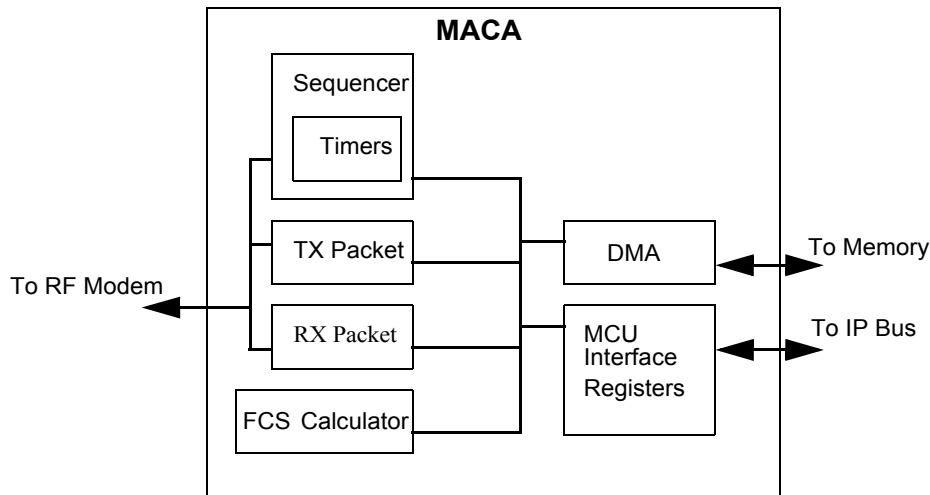 MACA
Sequencer
Timers
TX Packet
DMA
To Memory
To RF Modem
RX Packet
MCU
Interface
Registers
To IP Bus
FCS Calculator